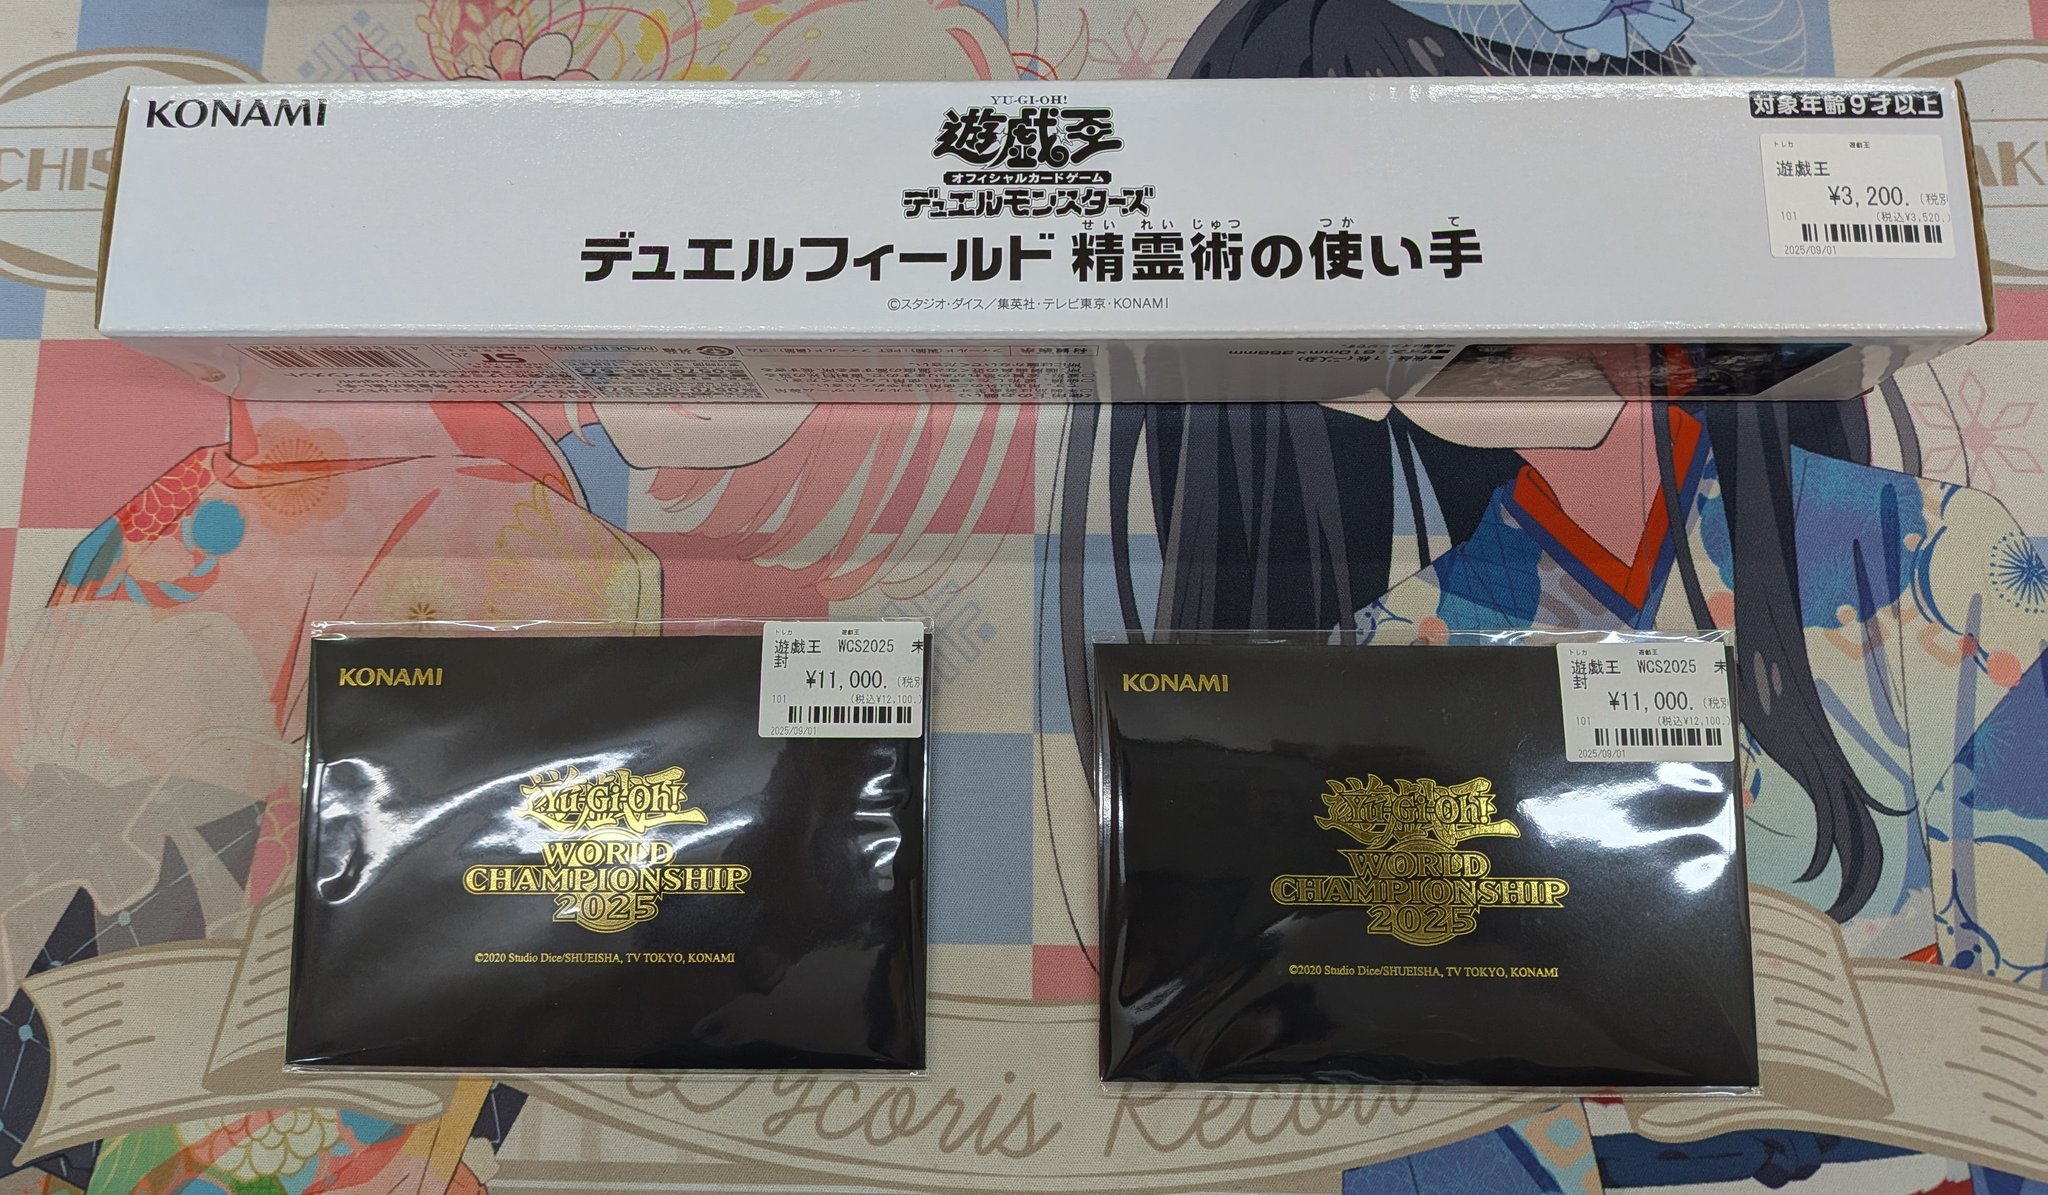 KONAMI
YU-GI-OH!
遊戯王
オフィシャルカードゲーム
デュエルモンスターズ
せいれいじゅつ つか て
デュエルフィールド 精霊術の使い手
©スタジオ・ダイス/集英社・テレビ東京・KONAMI
対象年齢9才以上
トレカ 遊戯王
遊戯王
¥3,200. (税別
101 (税込¥3,520.)
2025/09/01
MADE IN CHINA
KONAMI
トレカ 遊戯王
遊戯王 WCS2025 未
封
¥11,000. (税別
101 (税込¥12,100.)
2025/09/01
遊戯王
Yu-Gi-Oh!
WORLD
CHAMPIONSHIP
2025
©2020 Studio Dice/SHUEISHA, TV TOKYO, KONAMI
KONAMI
トレカ 遊戯王
遊戯王 WCS2025 未
封
¥11,000. (税別
101 (税込¥12,100.)
2025/09/01
遊戯王
Yu-Gi-Oh!
WORLD
CHAMPIONSHIP
2025
©2020 Studio Dice/SHUEISHA, TV TOKYO, KONAMI
Lycoris Recoil